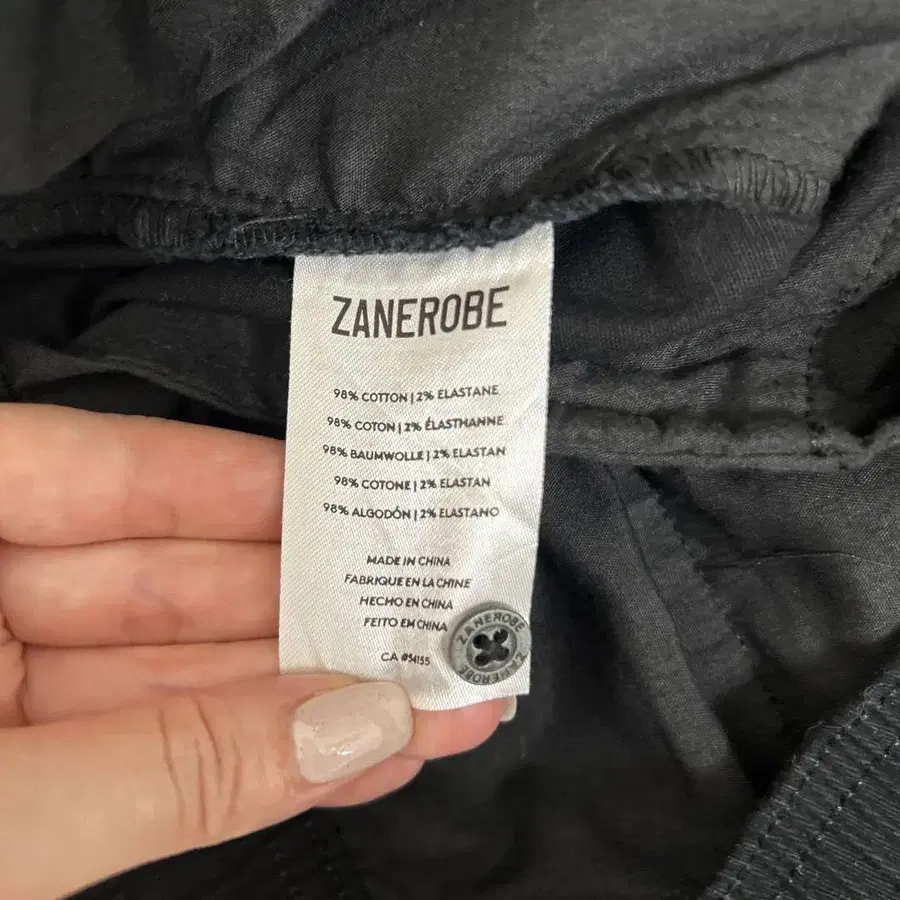 ZANEROBE
98% COTTON | 2% ELASTANE
98% COTON | 2% ÉLASTHANNE
98% BAUMWOLLE | 2% ELASTAN
98% COTONE | 2% ELASTAN
98% ALGODÓN | 2% ELASTANO
MADE IN CHINA
FABRIQUE EN LA CHINE
HECHO EN CHINA
FEITO EM CHINA
CA #54155
ZANEROBE
ZANEROBE